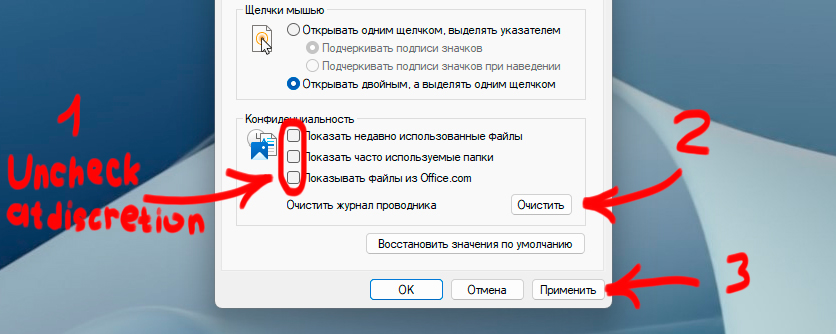 Щелчки мышью
Открывать одним щелчком, выделять указателем
Подчеркивать подписи значков
Подчеркивать подписи значков при наведении
Открывать двойным, а выделять одним щелчком
1
Uncheck
atdiscretion
Конфиденциальность
Показать недавно использованные файлы
Показать часто используемые папки
Показывать файлы из Office.com
Очистить журнал проводника
Очистить
2
Восстановить значения по умолчанию
OK
Отмена
Применить
3